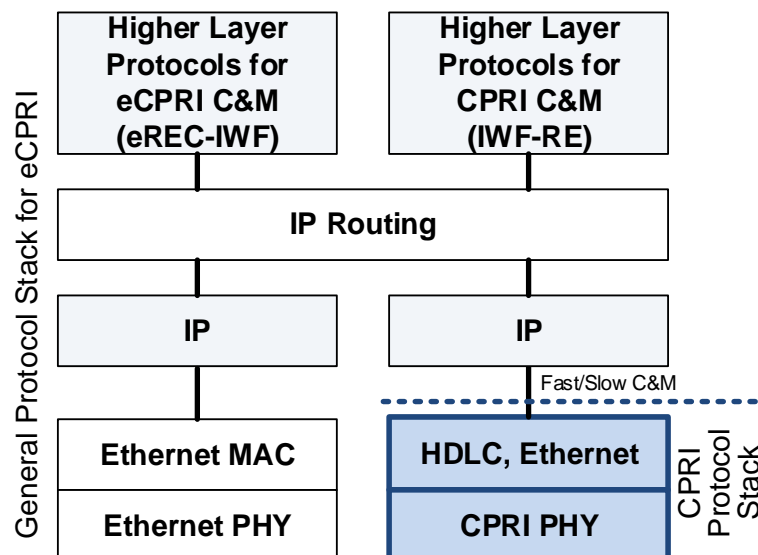 General Protocol Stack for eCPRI
Higher Layer
Protocols for
eCPRI C&M
(eREC-IWF)
Higher Layer
Protocols for
CPRI C&M
(IWF-RE)
IP Routing
IP
IP
Fast/Slow C&M
Ethernet MAC
HDLC, Ethernet
Ethernet PHY
CPRI PHY
CPRI
Protocol
Stack